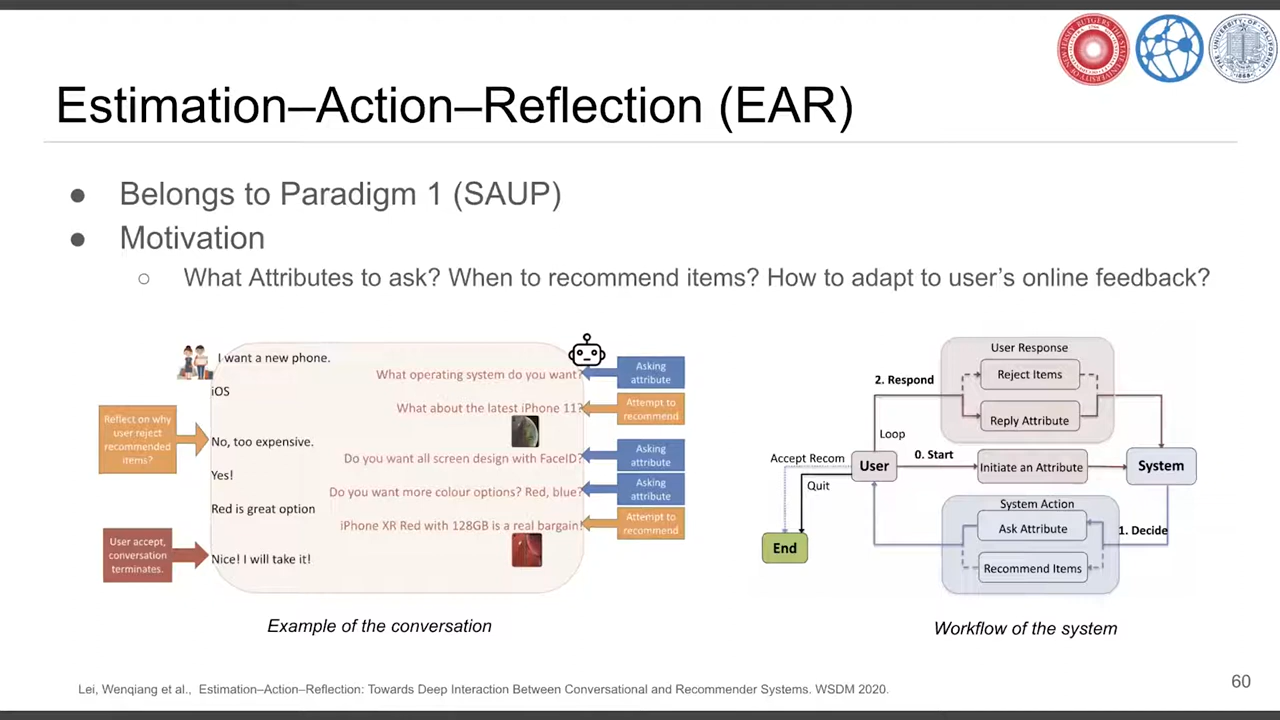 Estimation–Action–Reflection (EAR)
● Belongs to Paradigm 1 (SAUP)
● Motivation
○ What Attributes to ask? When to recommend items? How to adapt to user's online feedback?
I want a new phone.
What operating system do you want?
Asking
attribute
iOS
What about the latest iPhone 11?
Attempt to
recommend
Reflect on why
user reject
recommended
items?
No, too expensive.
Do you want all screen design with FaceID?
Asking
attribute
Yes!
Do you want more colour options? Red, blue?
Asking
attribute
Red is great option
iPhone XR Red with 128GB is a real bargain!
Attempt to
recommend
User accept,
conversation
terminates.
Nice! I will take it!
Example of the conversation
User Response
Reject Items
Reply Attribute
2. Respond
Loop
Accept Recom
User
0. Start
Initiate an Attribute
System
Quit
System Action
Ask Attribute
Recommend Items
1. Decide
End
Workflow of the system
Lei, Wenqiang et al., Estimation–Action–Reflection: Towards Deep Interaction Between Conversational and Recommender Systems. WSDM 2020.
60